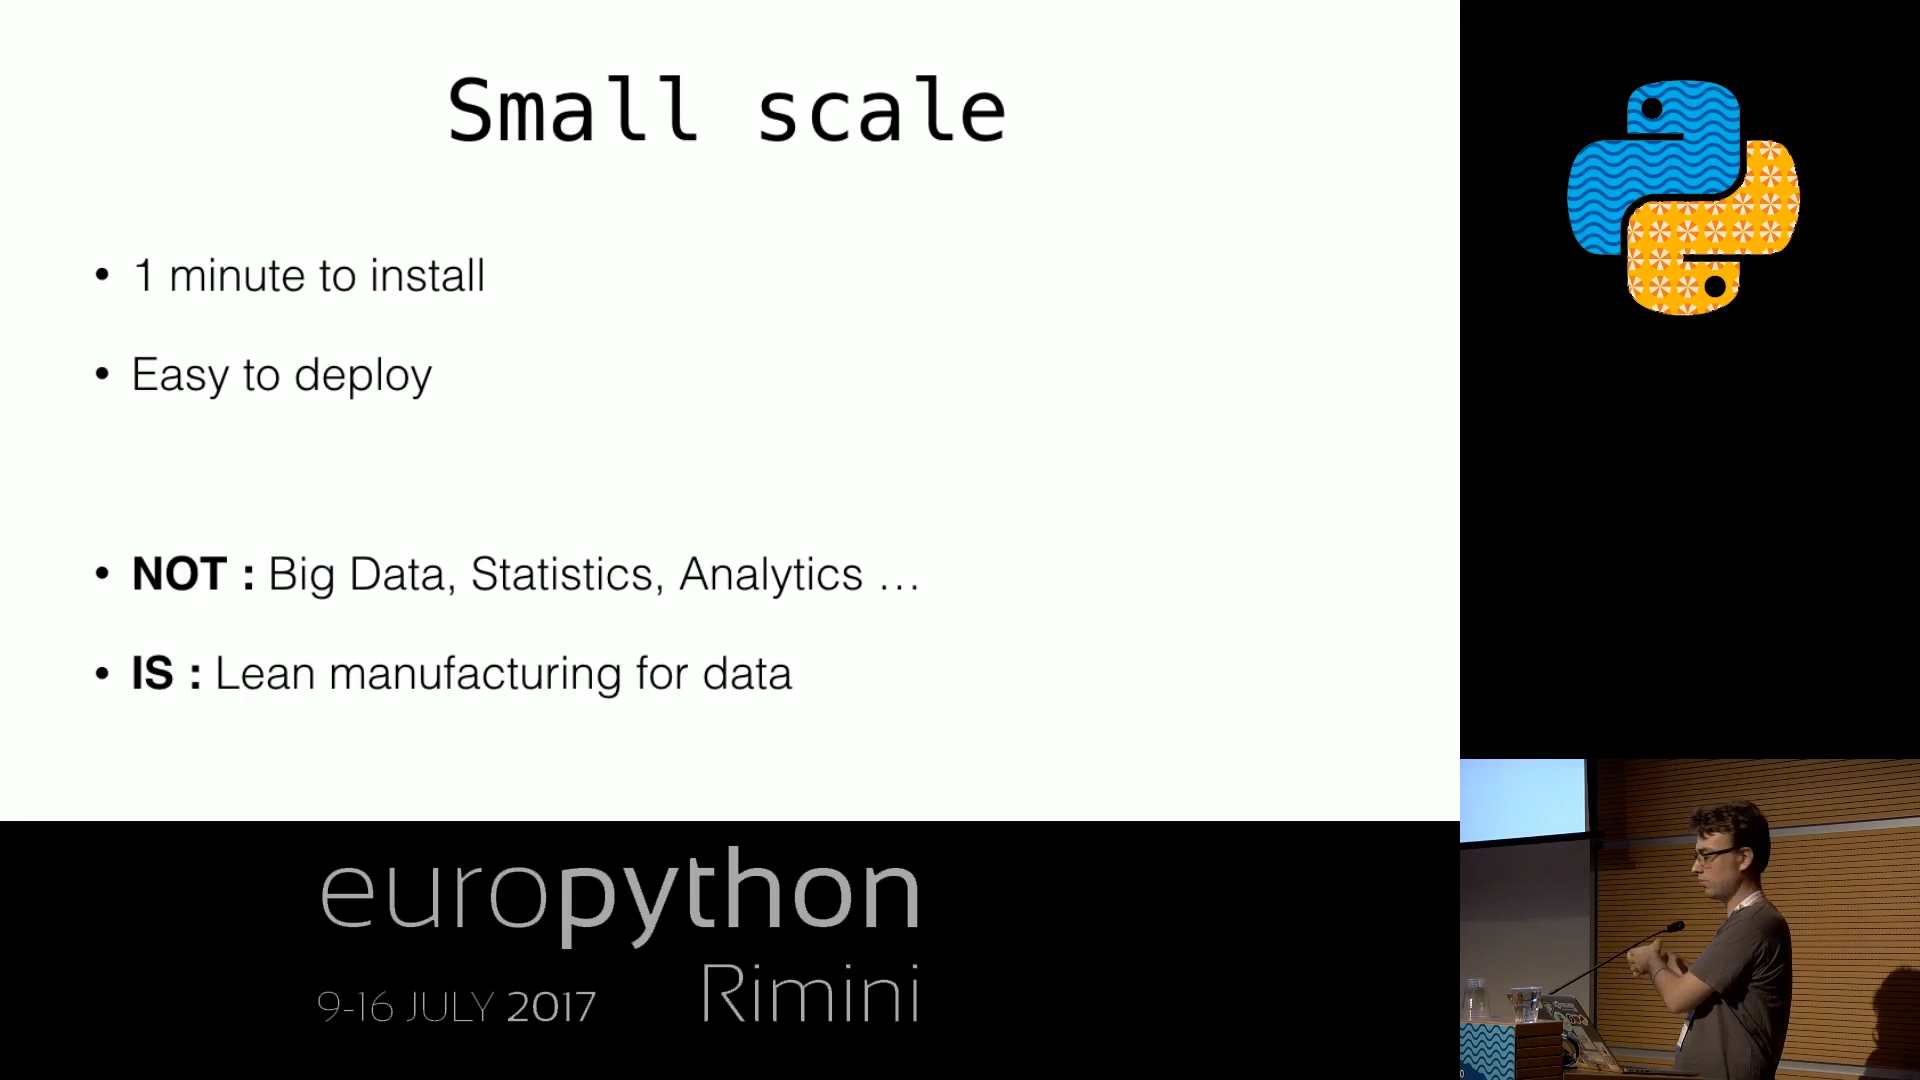 Small scale
• 1 minute to install
• Easy to deploy
• NOT : Big Data, Statistics, Analytics …
• IS : Lean manufacturing for data
europython
9-16 JULY 2017 Rimini